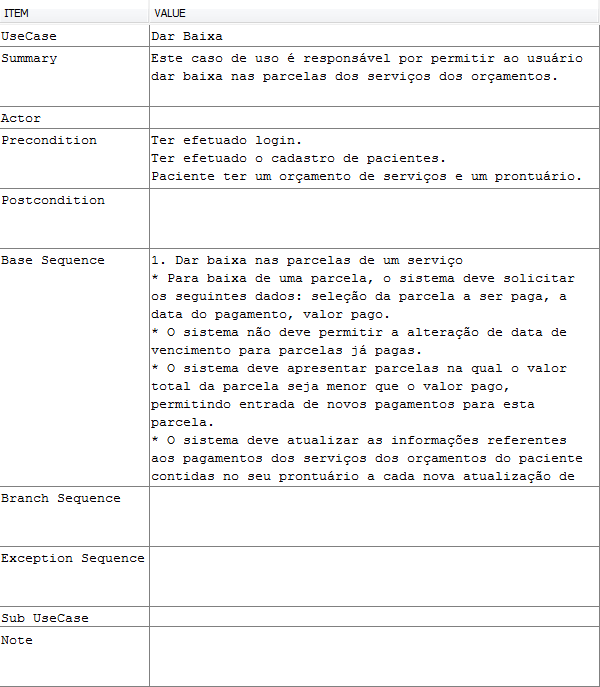 ITEM VALUE
UseCase Dar Baixa
Summary Este caso de uso é responsável por permitir ao usuário
dar baixa nas parcelas dos serviços dos orçamentos.
Actor
Precondition Ter efetuado login.
Ter efetuado o cadastro de pacientes.
Paciente ter um orçamento de serviços e um prontuário.
Postcondition
Base Sequence 1. Dar baixa nas parcelas de um serviço
* Para baixa de uma parcela, o sistema deve solicitar
os seguintes dados: seleção da parcela a ser paga, a
data do pagamento, valor pago.
* O sistema não deve permitir a alteração de data de
vencimento para parcelas já pagas.
* O sistema deve apresentar parcelas na qual o valor
total da parcela seja menor que o valor pago,
permitindo entrada de novos pagamentos para esta
parcela.
* O sistema deve atualizar as informações referentes
aos pagamentos dos serviços dos orçamentos do paciente
contidas no seu prontuário a cada nova atualização de
Branch Sequence
Exception Sequence
Sub UseCase
Note